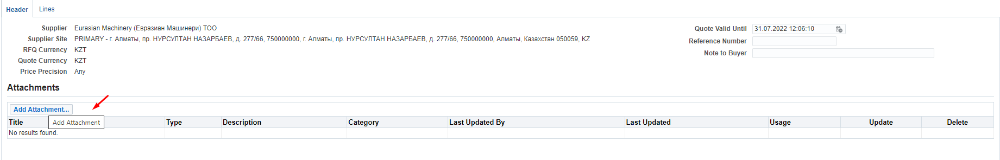 Header Lines
Supplier Eurasian Machinery (Евразиан Машинери) ТОО
Quote Valid Until 31.07.2022 12:06:10
Supplier Site PRIMARY - г. Алматы, пр. НУРСУЛТАН НАЗАРБАЕВ, д. 277/66, 750000000, г. Алматы, пр. НУРСУЛТАН НАЗАРБАЕВ, д. 277/66, 750000000, Алматы, Казахстан 050059, KZ
Reference Number
RFQ Currency KZT
Note to Buyer
Quote Currency KZT
Price Precision Any
Attachments
Add Attachment...
Add Attachment
Title Type Description Category Last Updated By Last Updated Usage Update Delete
No results found.